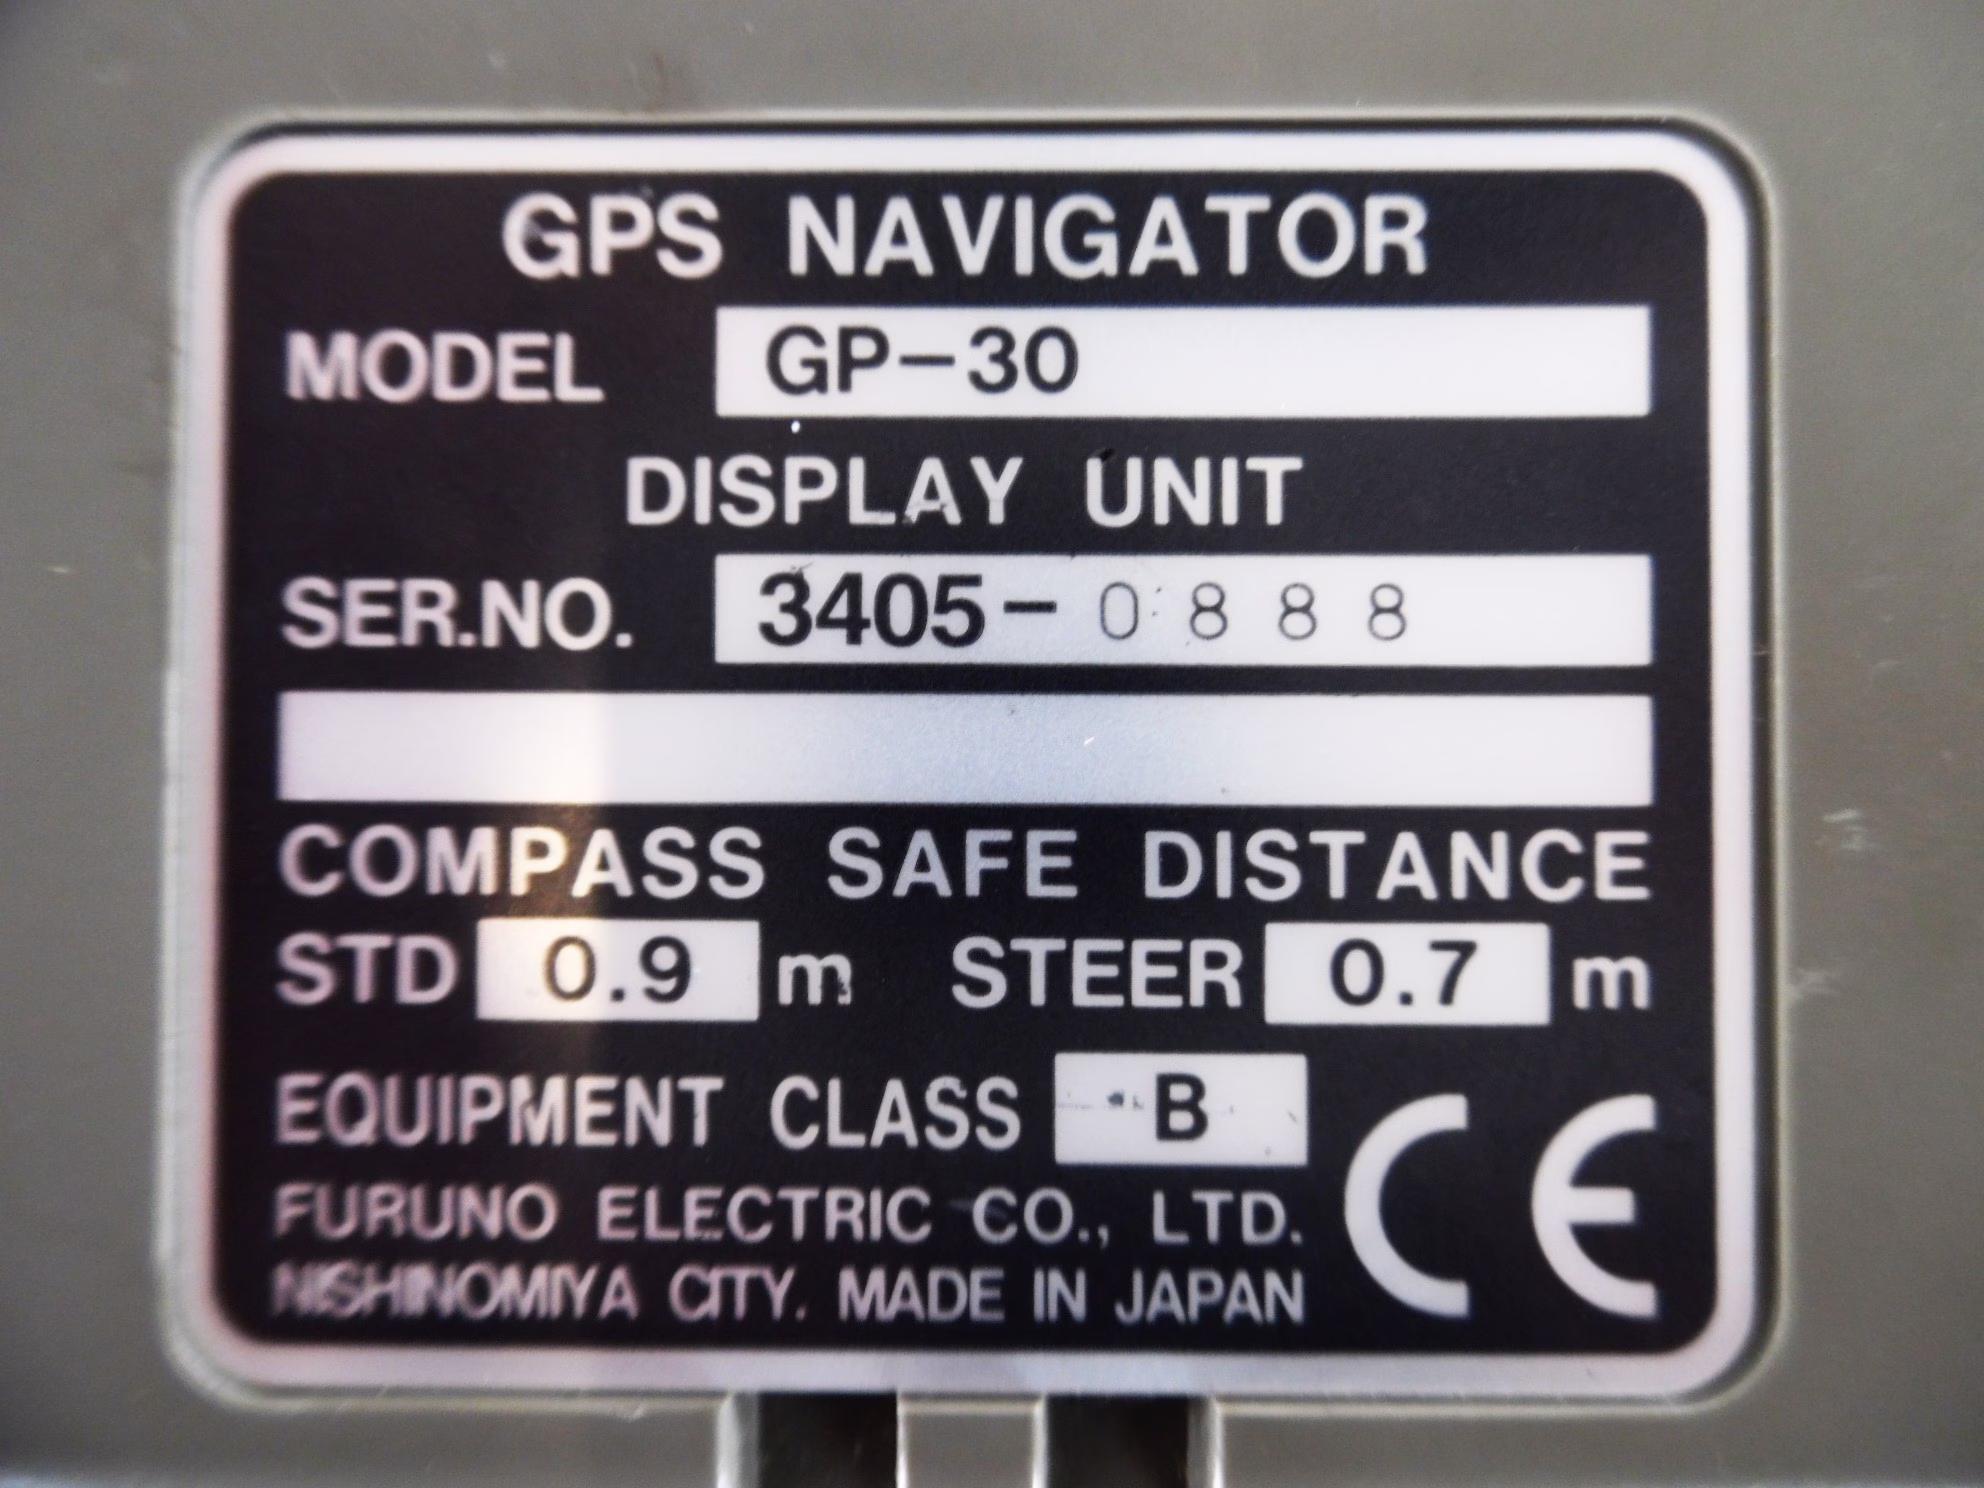 GPS NAVIGATOR
MODEL GP-30
DISPLAY UNIT
SER.NO. 3405-0888
COMPASS SAFE DISTANCE
STD 0.9 m STEER 0.7 m
EQUIPMENT CLASS B
FURUNO ELECTRIC CO., LTD.
NISHINOMIYA CITY. MADE IN JAPAN
CE